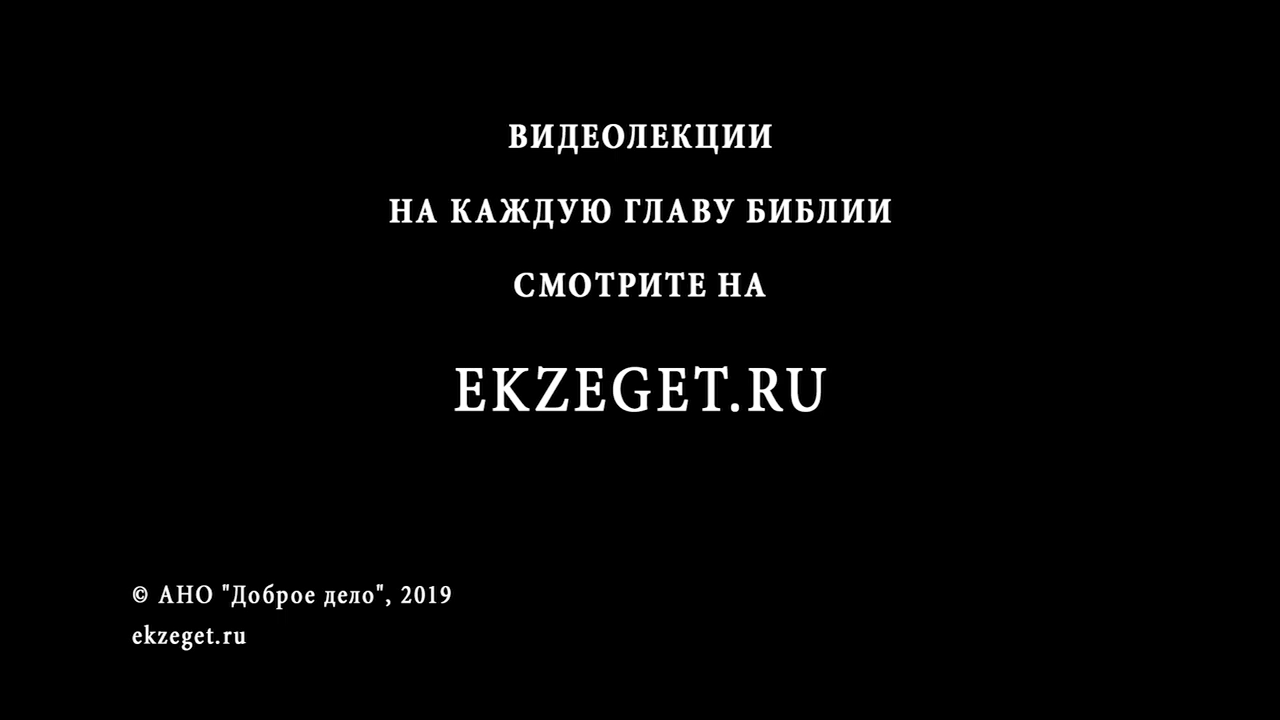 ВИДЕОЛЕКЦИИ
НА КАЖДУЮ ГЛАВУ БИБЛИИ
СМОТРИТЕ НА
EKZEGET.RU
© АНО "Доброе дело", 2019
ekzeget.ru